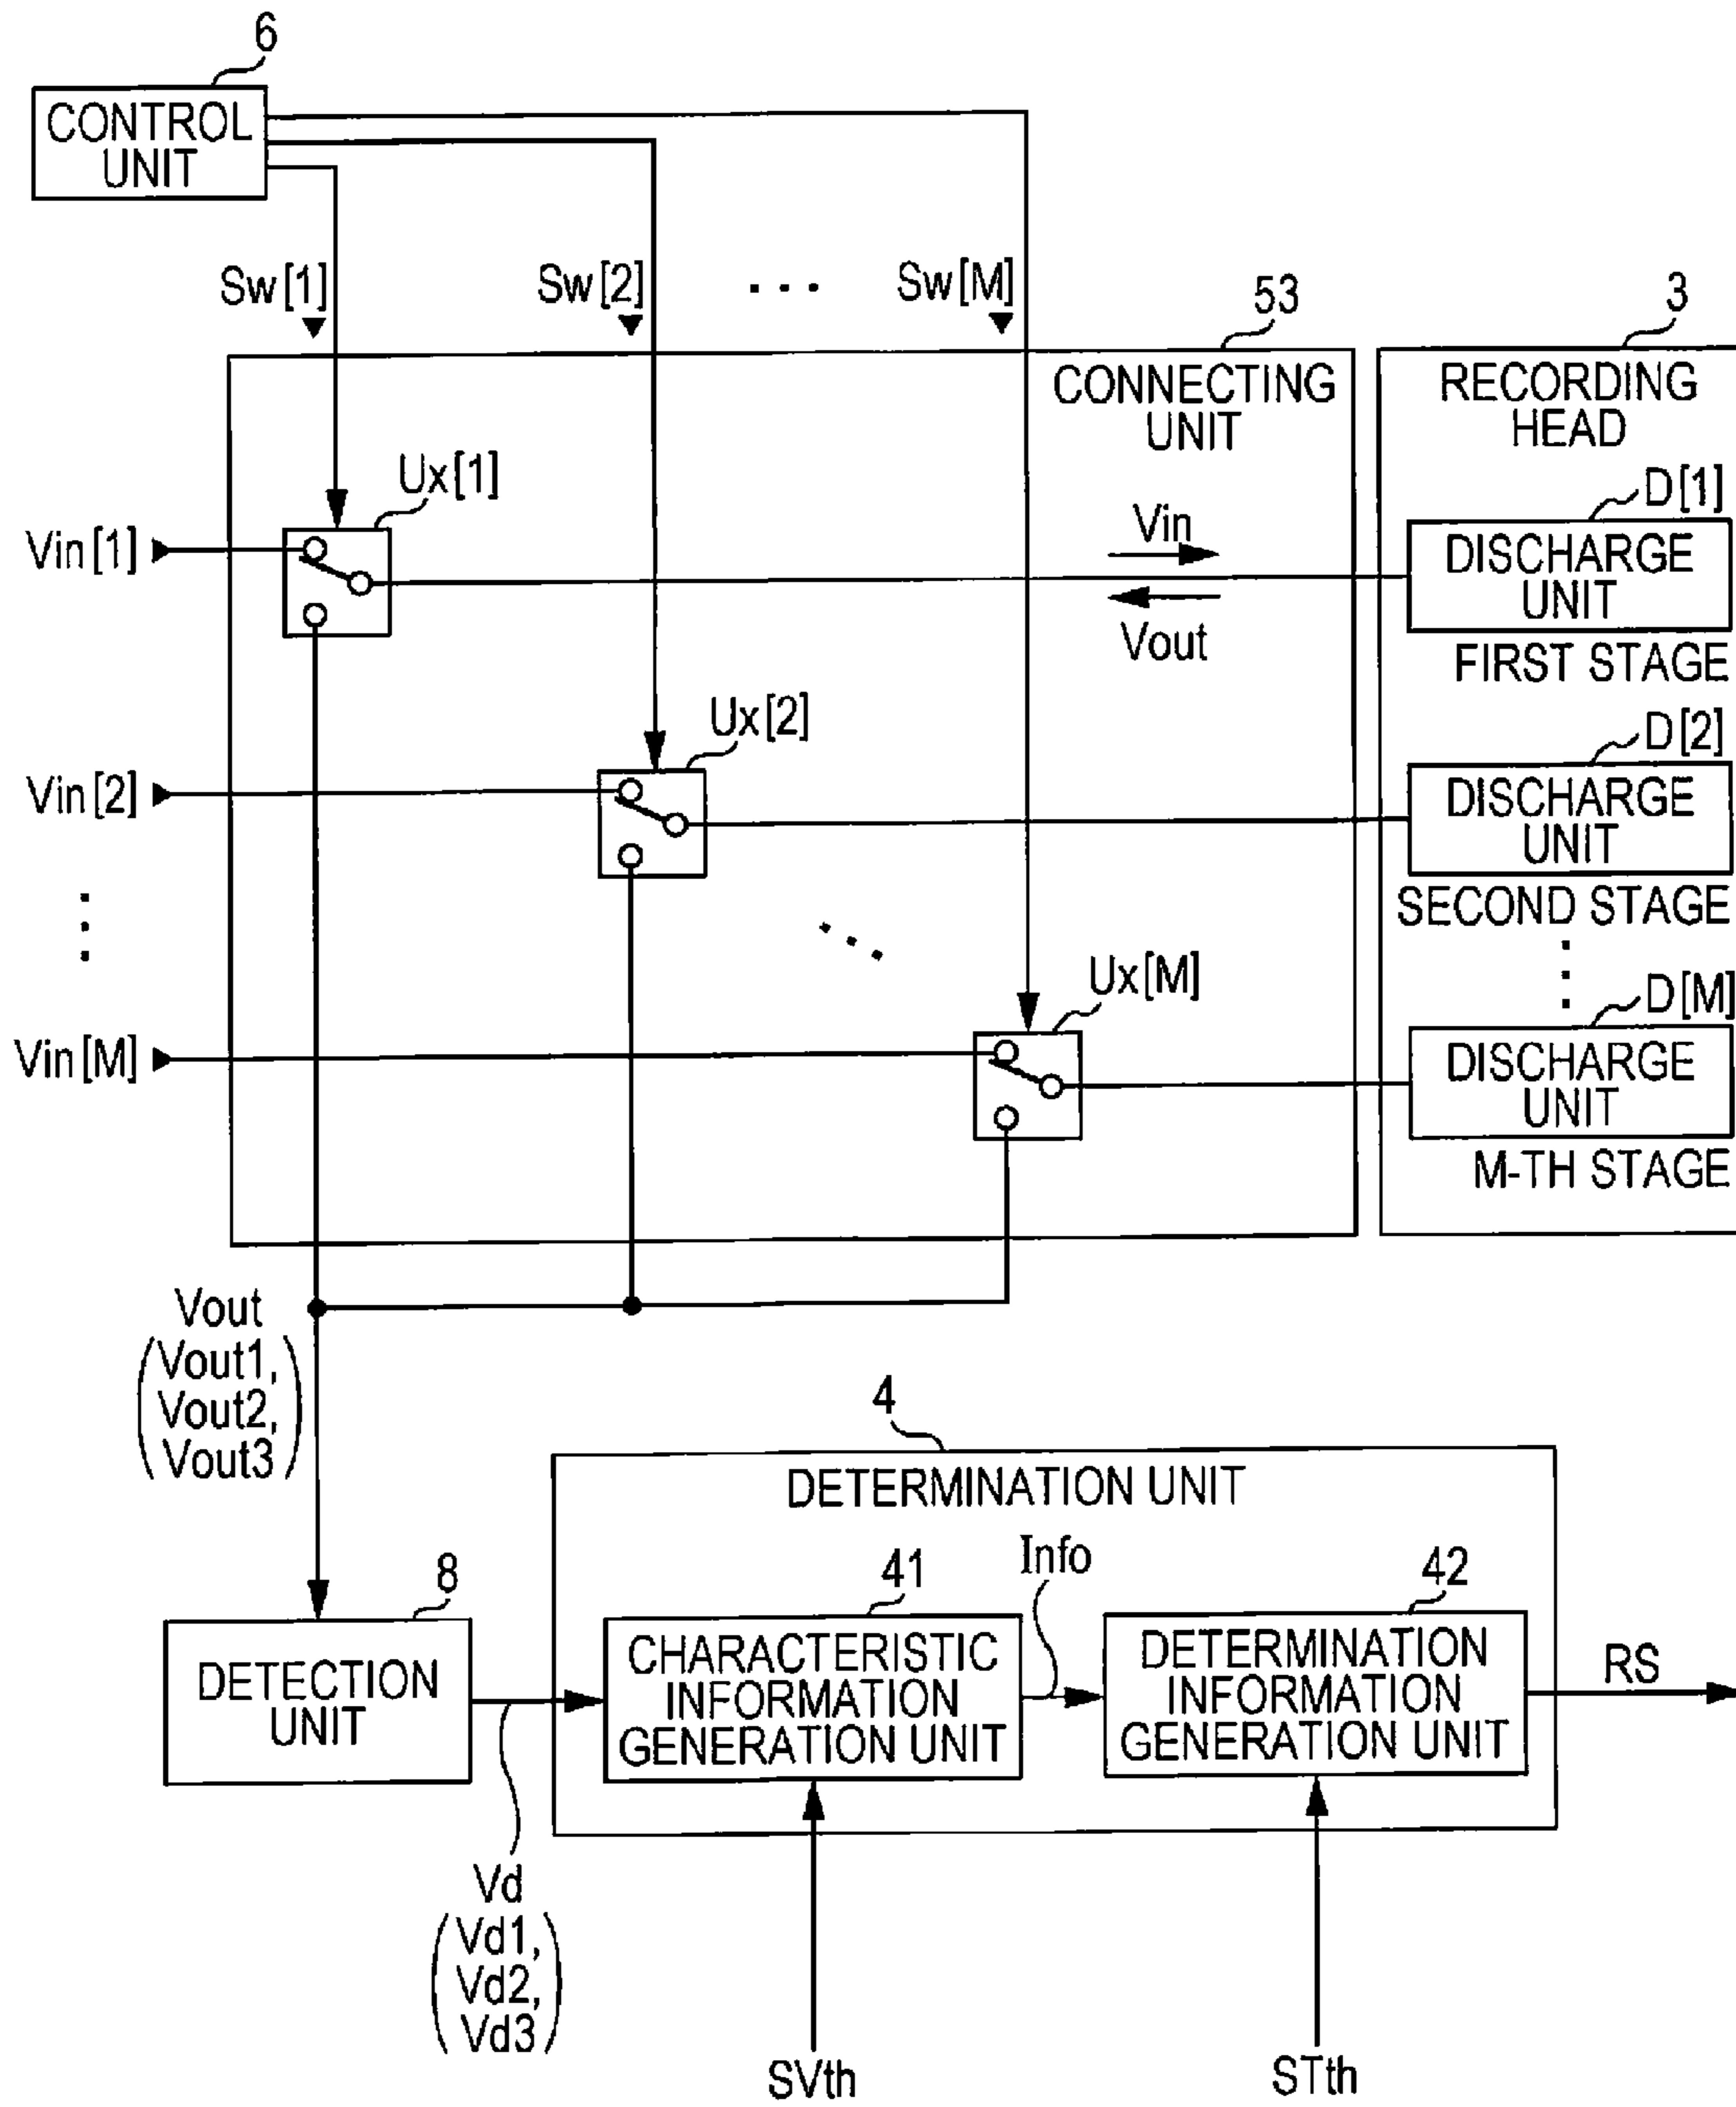 6
CONTROL
UNIT
Sw[1]
Sw[2]
...
Sw[M]
53
3
CONNECTING
UNIT
RECORDING
HEAD
Ux[1]
D[1]
Vin[1]
Vin
Vout
DISCHARGE
UNIT
FIRST STAGE
Ux[2]
D[2]
Vin[2]
DISCHARGE
UNIT
SECOND STAGE
Ux[M]
D[M]
Vin[M]
DISCHARGE
UNIT
M-TH STAGE
Vout
(Vout1,
Vout2,
Vout3)
4
DETERMINATION UNIT
8
DETECTION
UNIT
41
CHARACTERISTIC
INFORMATION
GENERATION UNIT
Info
42
DETERMINATION
INFORMATION
GENERATION UNIT
RS
Vd
(Vd1,
Vd2,
Vd3)
SVth
STth